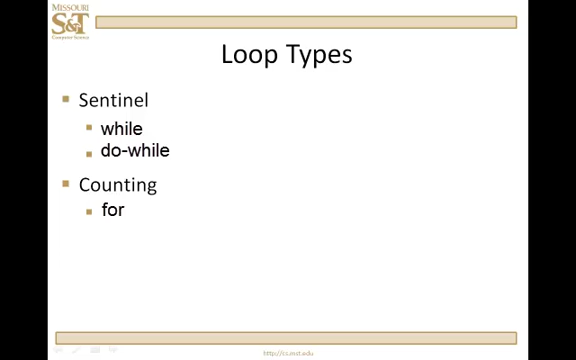 MISSOURI
S&T
Computer Science
Loop Types
Sentinel
while
do-while
Counting
for
http://cs.mst.edu